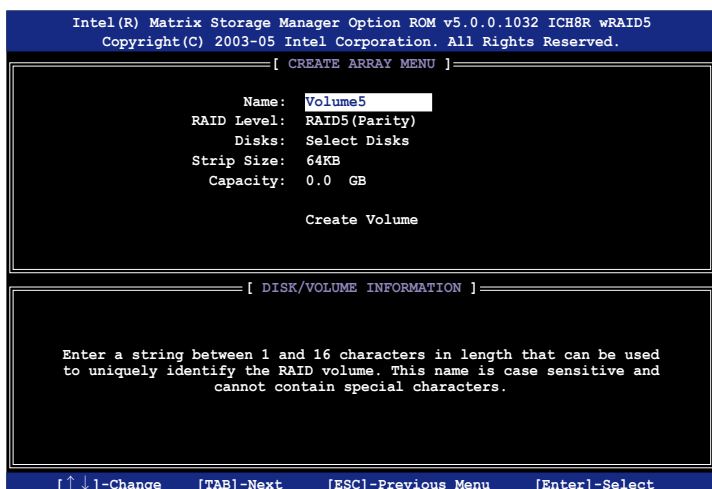 Intel(R) Matrix Storage Manager Option ROM v5.0.0.1032 ICH8R wRAID5
Copyright(C) 2003-05 Intel Corporation. All Rights Reserved.
[ CREATE ARRAY MENU ]
Name: Volume5
RAID Level: RAID5(Parity)
Disks: Select Disks
Strip Size: 64KB
Capacity: 0.0 GB
Create Volume
[ DISK/VOLUME INFORMATION ]
Enter a string between 1 and 16 characters in length that can be used
to uniquely identify the RAID volume. This name is case sensitive and
cannot contain special characters.
[↑↓]-Change [TAB]-Next [ESC]-Previous Menu [Enter]-Select